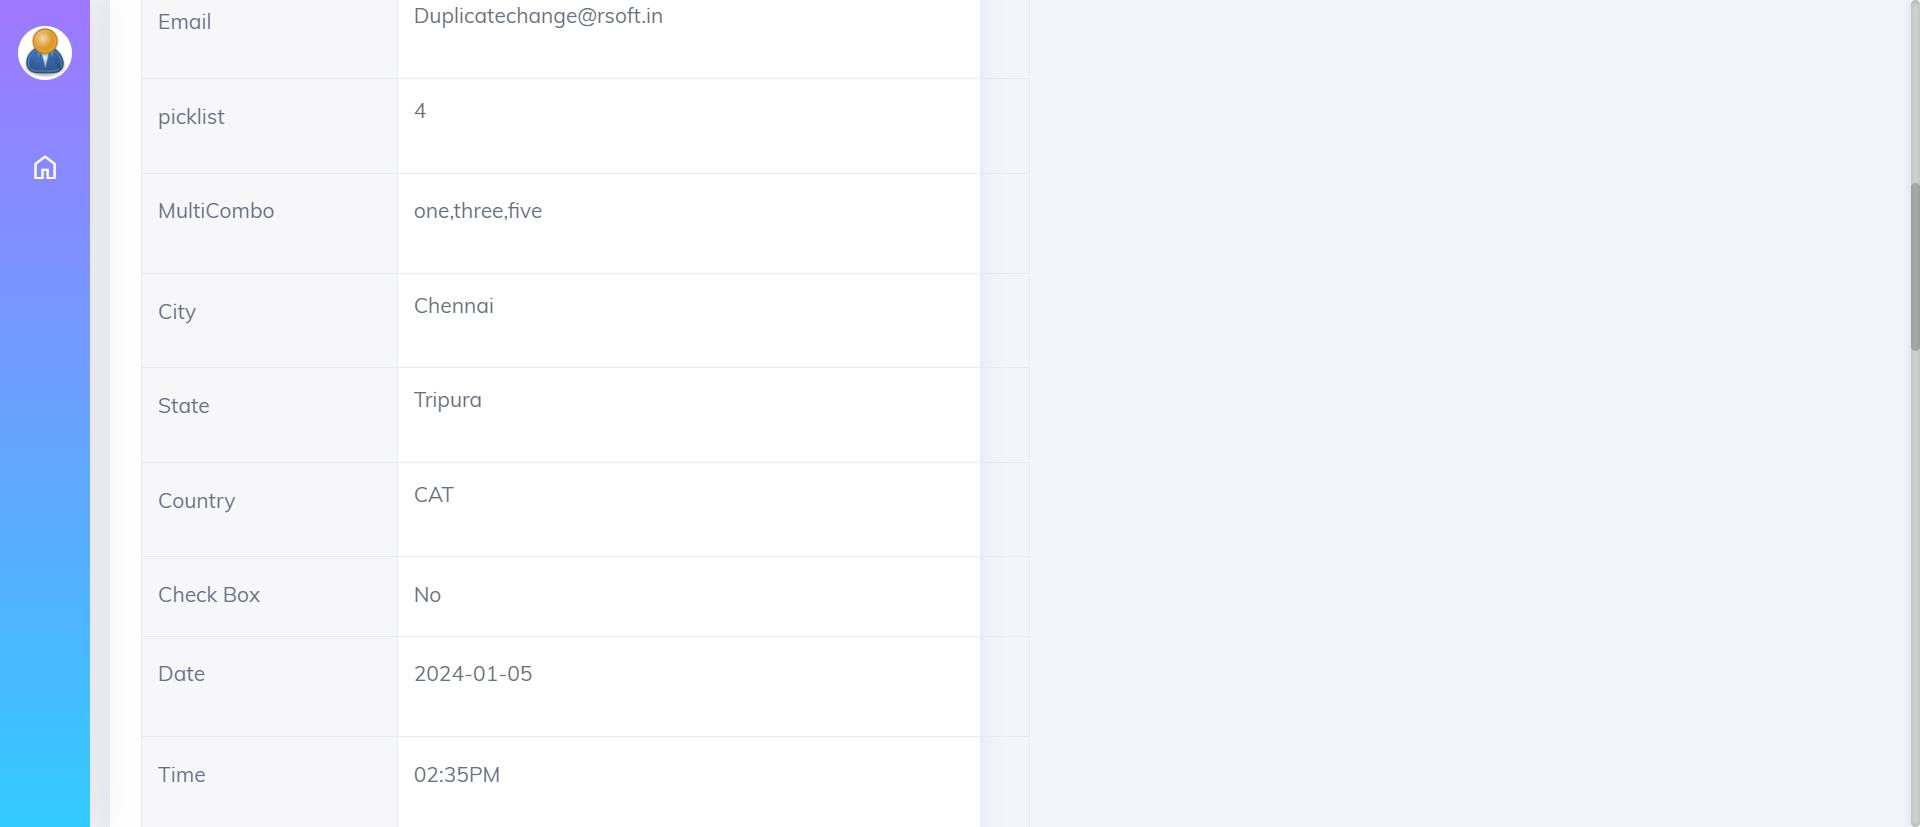 Email Duplicatechange@rsoft.in
picklist 4
MultiCombo one,three,five
City Chennai
State Tripura
Country CAT
Check Box No
Date 2024-01-05
Time 02:35PM